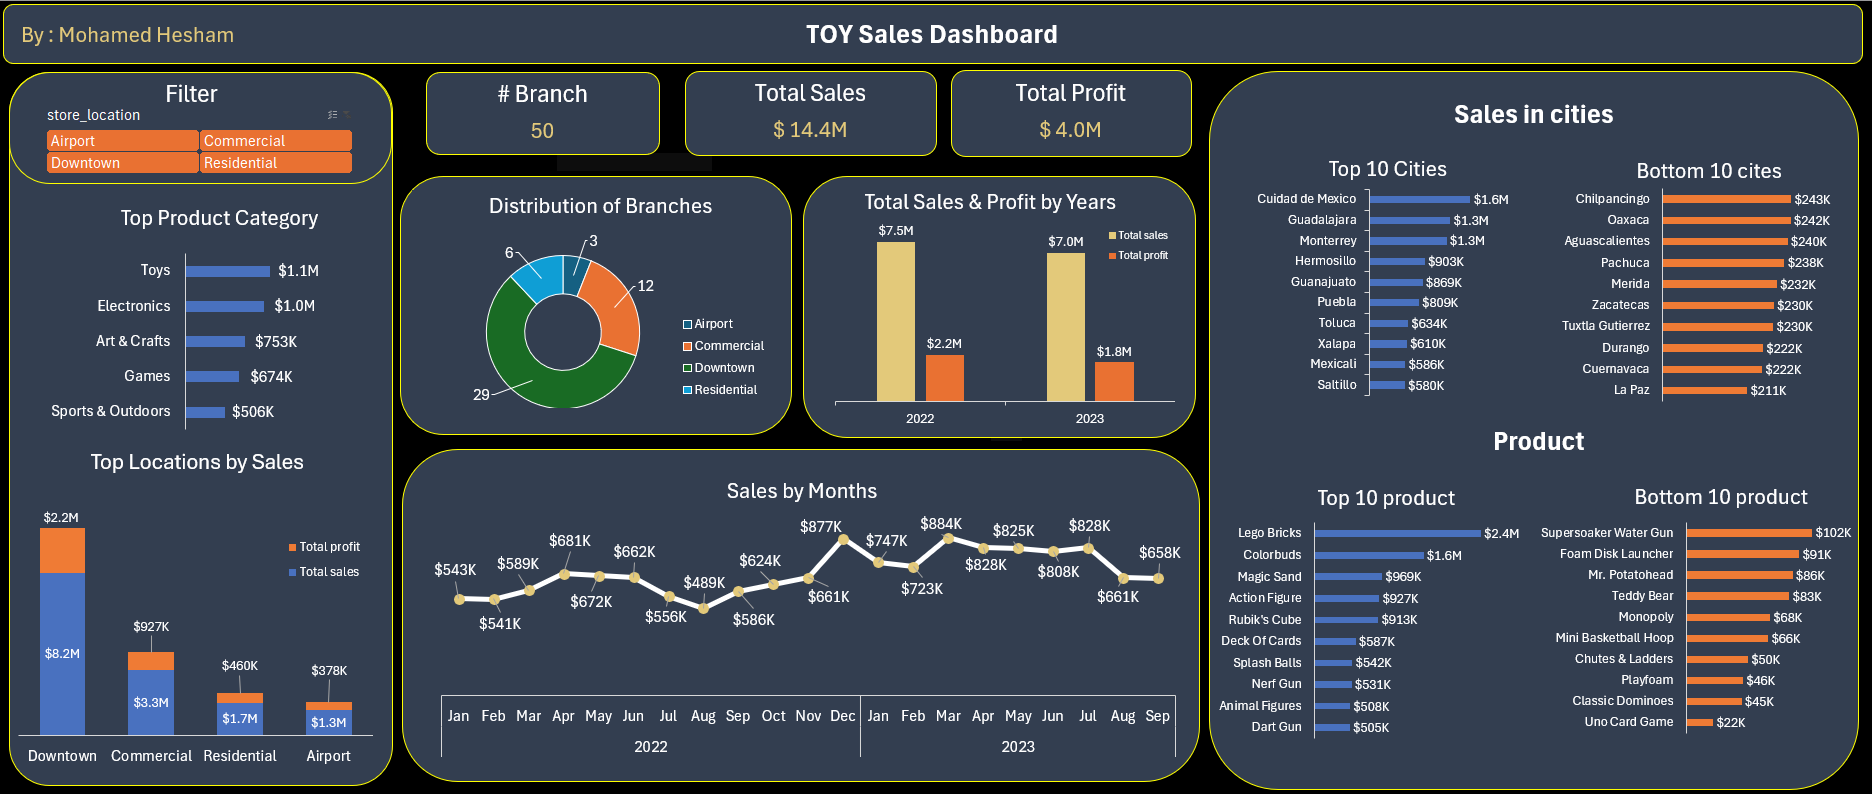 By : Mohamed Hesham
TOY Sales Dashboard
Filter
store_location
Airport
Commercial
Downtown
Residential
# Branch
50
Total Sales
$ 14.4M
Total Profit
$ 4.0M
Top Product Category
Toys $1.1M
Electronics $1.0M
Art & Crafts $753K
Games $674K
Sports & Outdoors $506K
Top Locations by Sales
$2.2M
$927K
$460K
$378K
$8.2M
$3.3M
$1.7M
$1.3M
Total profit
Total sales
Downtown Commercial Residential Airport
Distribution of Branches
3
6
12
29
Airport
Commercial
Downtown
Residential
Total Sales & Profit by Years
$7.5M
$2.2M
$7.0M
$1.8M
Total sales
Total profit
2022 2023
Sales by Months
$543K
$541K
$589K
$681K
$672K
$662K
$556K
$489K
$586K
$624K
$661K
$877K
$747K
$723K
$884K
$828K
$825K
$808K
$828K
$661K
$658K
Jan Feb Mar Apr May Jun Jul Aug Sep Oct Nov Dec Jan Feb Mar Apr May Jun Jul Aug Sep
2022 2023
Sales in cities
Top 10 Cities
Cuidad de Mexico $1.6M
Guadalajara $1.3M
Monterrey $1.3M
Hermosillo $903K
Guanajuato $869K
Puebla $809K
Toluca $634K
Xalapa $610K
Mexicali $586K
Saltillo $580K
Bottom 10 cites
Chilpancingo $243K
Oaxaca $242K
Aguascalientes $240K
Pachuca $238K
Merida $232K
Zacatecas $230K
Tuxtla Gutierrez $230K
Durango $222K
Cuernavaca $222K
La Paz $211K
Product
Top 10 product
Lego Bricks $2.4M
Colorbuds $1.6M
Magic Sand $969K
Action Figure $927K
Rubik's Cube $913K
Deck Of Cards $587K
Splash Balls $542K
Nerf Gun $531K
Animal Figures $508K
Dart Gun $505K
Bottom 10 product
Supersoaker Water Gun $102K
Foam Disk Launcher $91K
Mr. Potatohead $86K
Teddy Bear $83K
Monopoly $68K
Mini Basketball Hoop $66K
Chutes & Ladders $50K
Playfoam $46K
Classic Dominoes $45K
Uno Card Game $22K